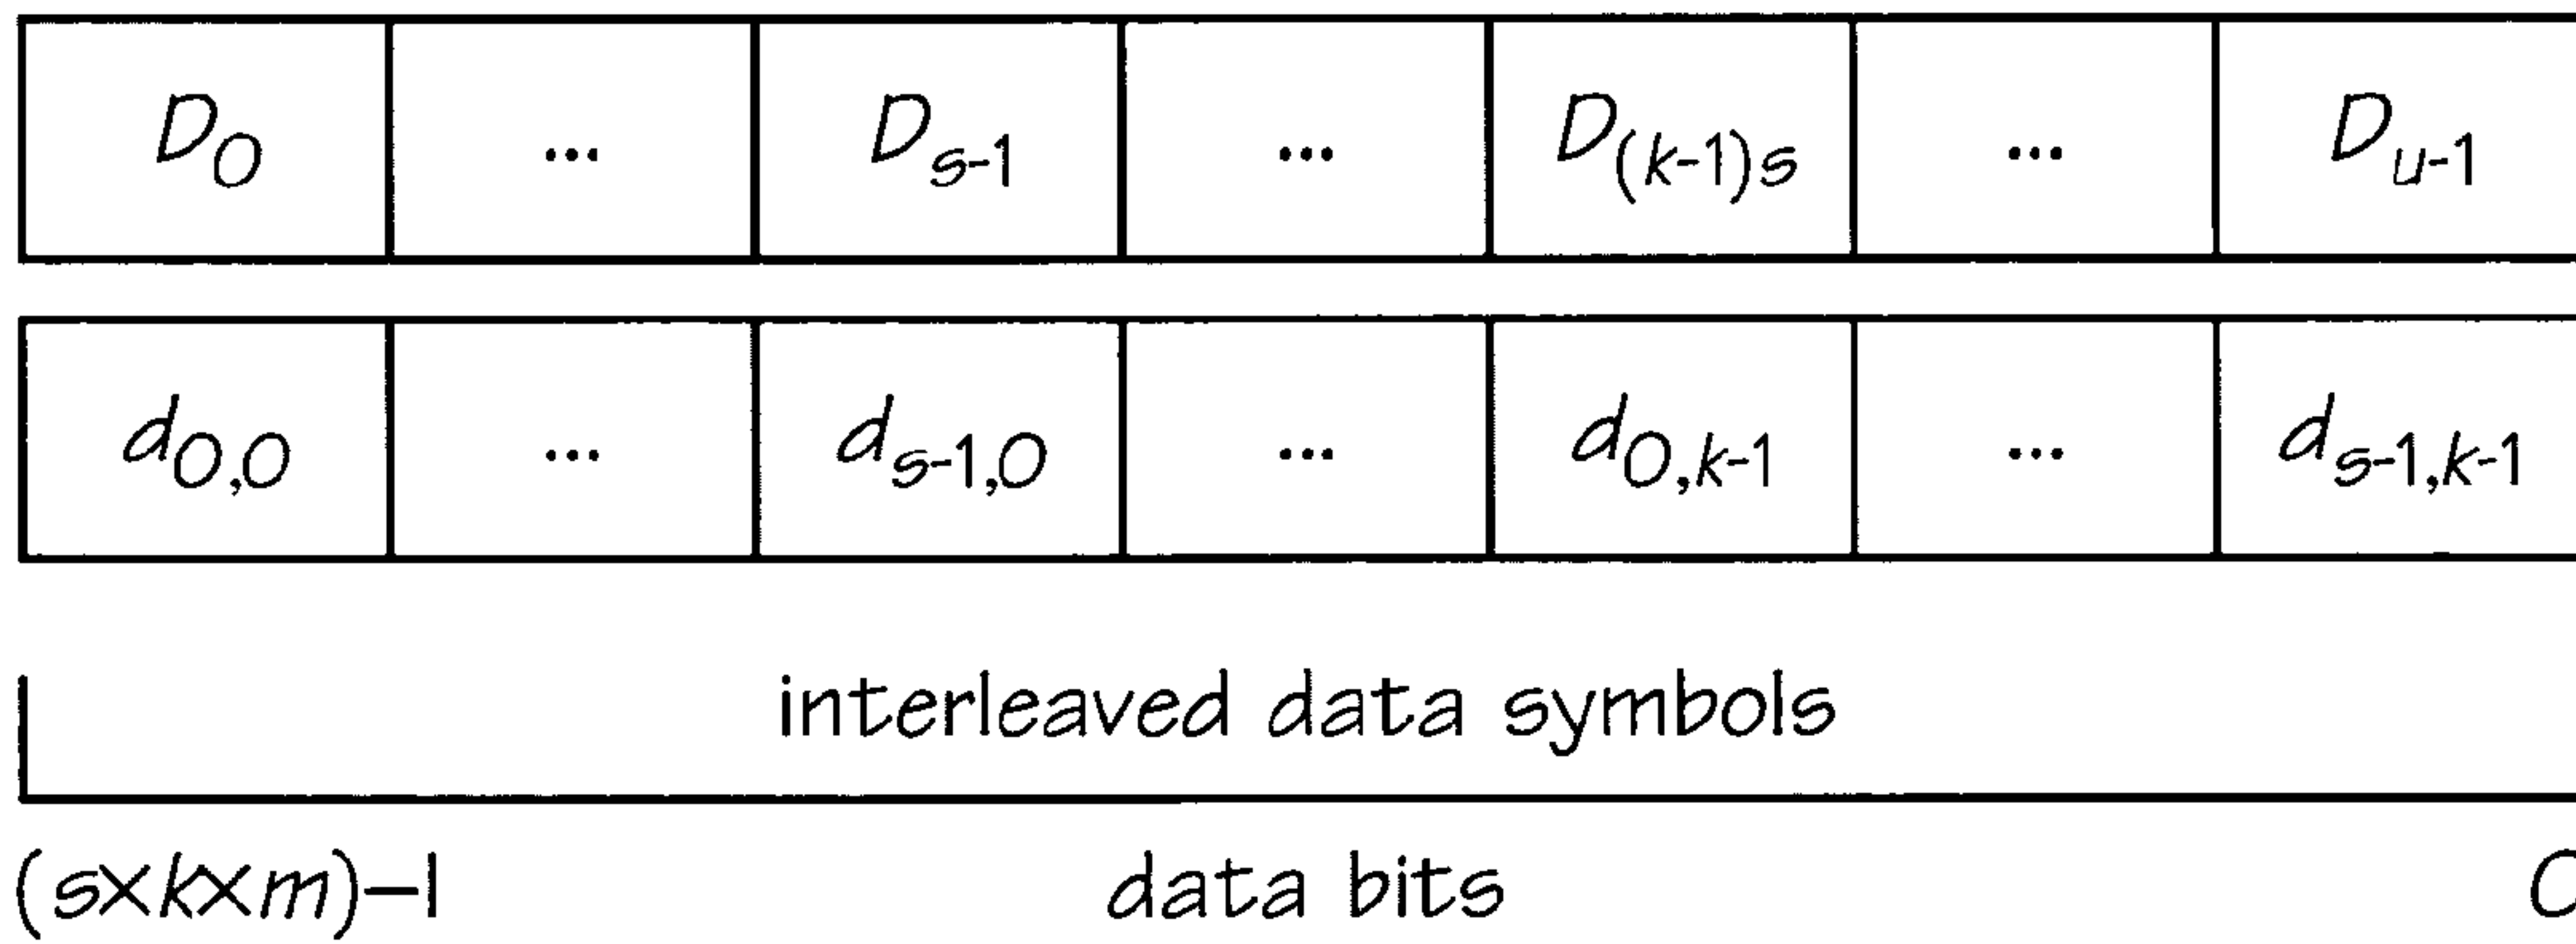 D₀ ... Dₛ₋₁ ... D₍ₖ₋₁₎ₛ ... Dᵤ₋₁
d₀,₀ ... dₛ₋₁,₀ ... d₀,ₖ₋₁ ... dₛ₋₁,ₖ₋₁
interleaved data symbols
(s×k×m)–1 data bits 0